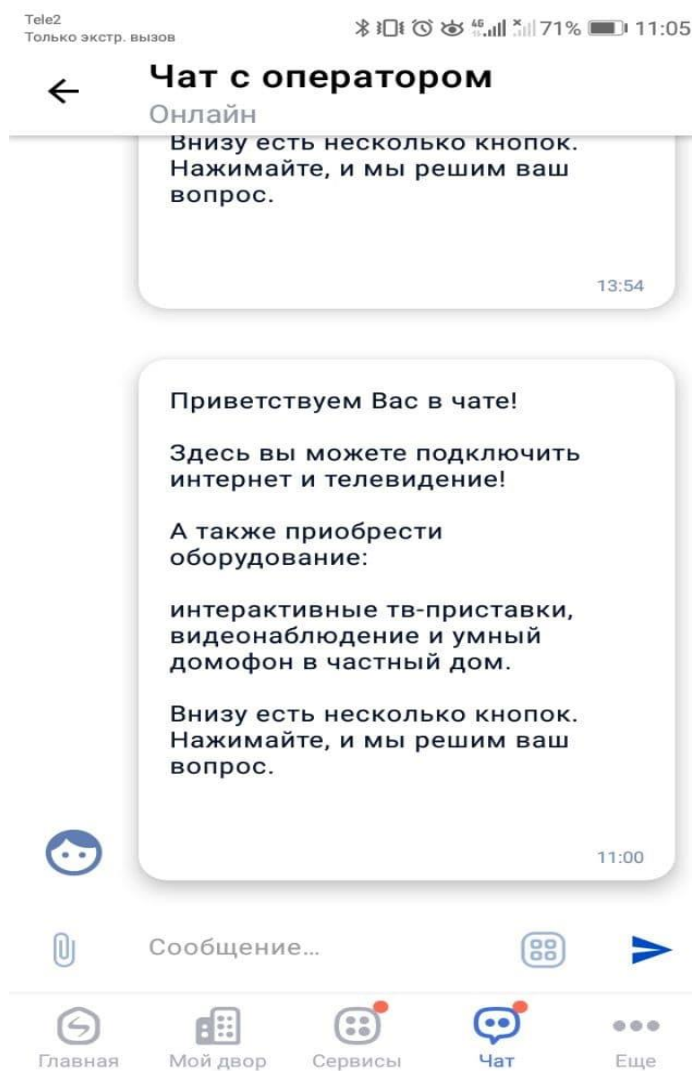 Tele2
Только экстр. вызов
4G 71% 11:05
Чат с оператором
Онлайн
Внизу есть несколько кнопок.
Нажимайте, и мы решим ваш
вопрос.
13:54
Приветствуем Вас в чате!
Здесь вы можете подключить
интернет и телевидение!
А также приобрести
оборудование:
интерактивные тв-приставки,
видеонаблюдение и умный
домофон в частный дом.
Внизу есть несколько кнопок.
Нажимайте, и мы решим ваш
вопрос.
11:00
Сообщение...
Главная Мой двор Сервисы Чат Еще